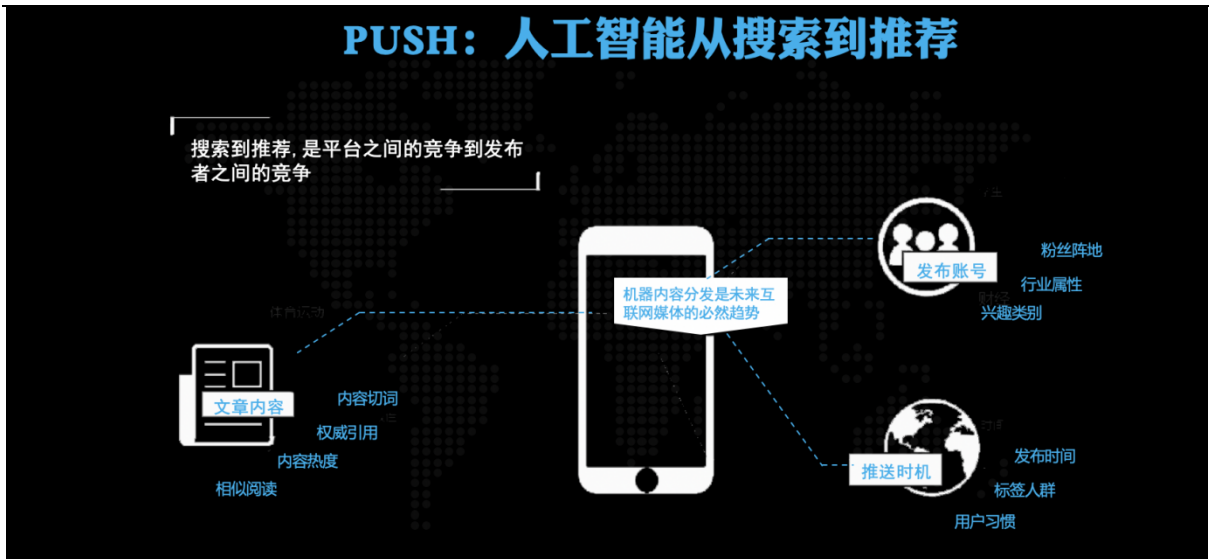 PUSH：人工智能从搜索到推荐
搜索到推荐,是平台之间的竞争到发布
者之间的竞争
机器内容分发是未来互
联网媒体的必然趋势
发布账号
粉丝阵地
行业属性
兴趣类别
体育运动
文章内容
内容切词
权威引用
内容热度
相似阅读
推送时机
发布时间
标签人群
用户习惯